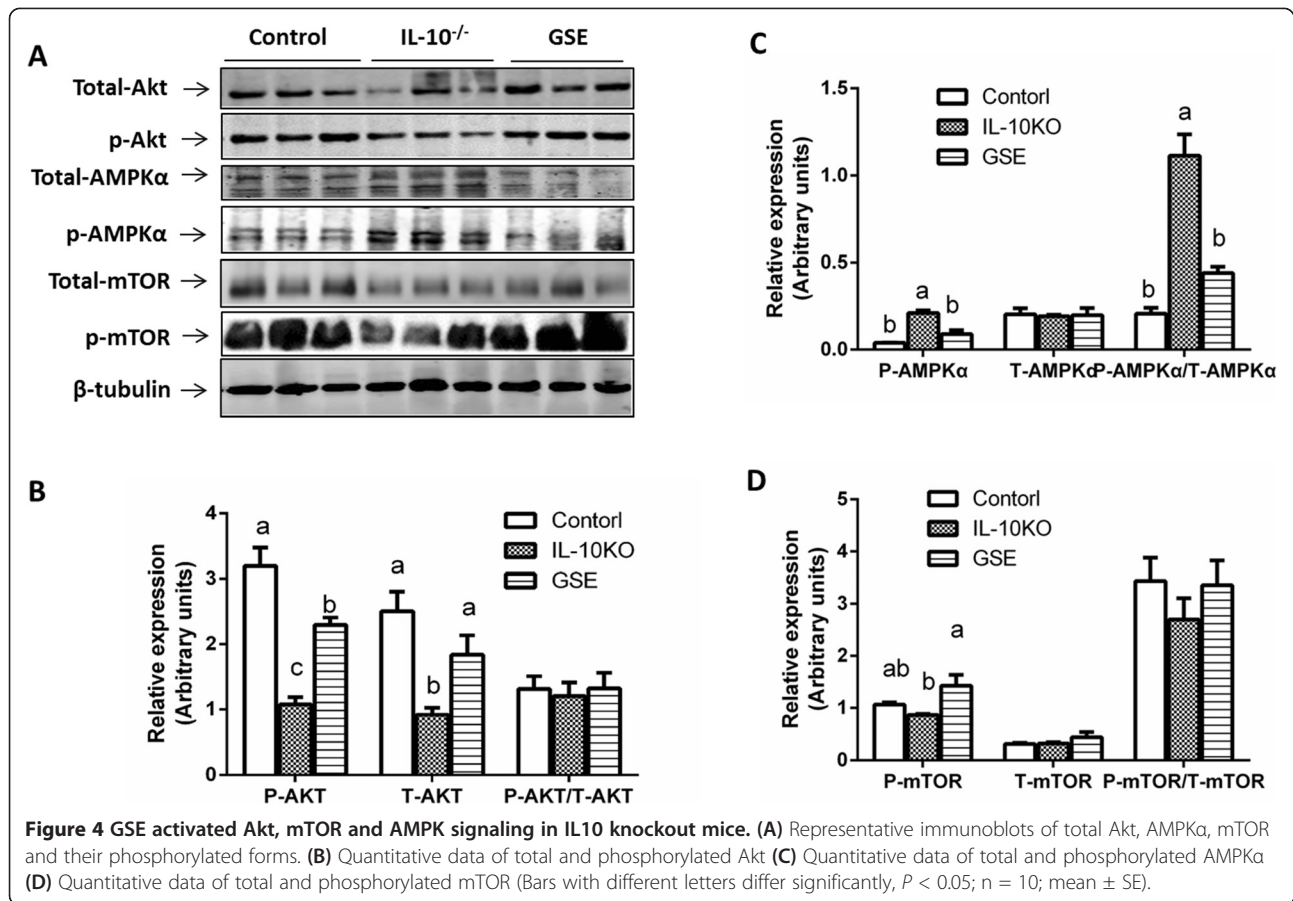 A
Control IL-10-/- GSE
Total-Akt →
p-Akt →
Total-AMPKα →
p-AMPKα →
Total-mTOR →
p-mTOR →
β-tubulin →
C
Relative expression
(Arbitrary units)
1.5
1.0
0.5
0.0
Contorl
IL-10KO
GSE
b a b
b a b
P-AMPKα T-AMPKα P-AMPKα/T-AMPKα
B
Relative expression
(Arbitrary units)
4
3
2
1
0
Contorl
IL-10KO
GSE
a c b
a b a
P-AKT T-AKT P-AKT/T-AKT
D
Relative expression
(Arbitrary units)
5
4
3
2
1
0
Contorl
IL-10KO
GSE
ab b a
P-mTOR T-mTOR P-mTOR/T-mTOR
Figure 4 GSE activated Akt, mTOR and AMPK signaling in IL10 knockout mice. (A) Representative immunoblots of total Akt, AMPKα, mTOR
and their phosphorylated forms. (B) Quantitative data of total and phosphorylated Akt (C) Quantitative data of total and phosphorylated AMPKα
(D) Quantitative data of total and phosphorylated mTOR (Bars with different letters differ significantly, P < 0.05; n = 10; mean ± SE).